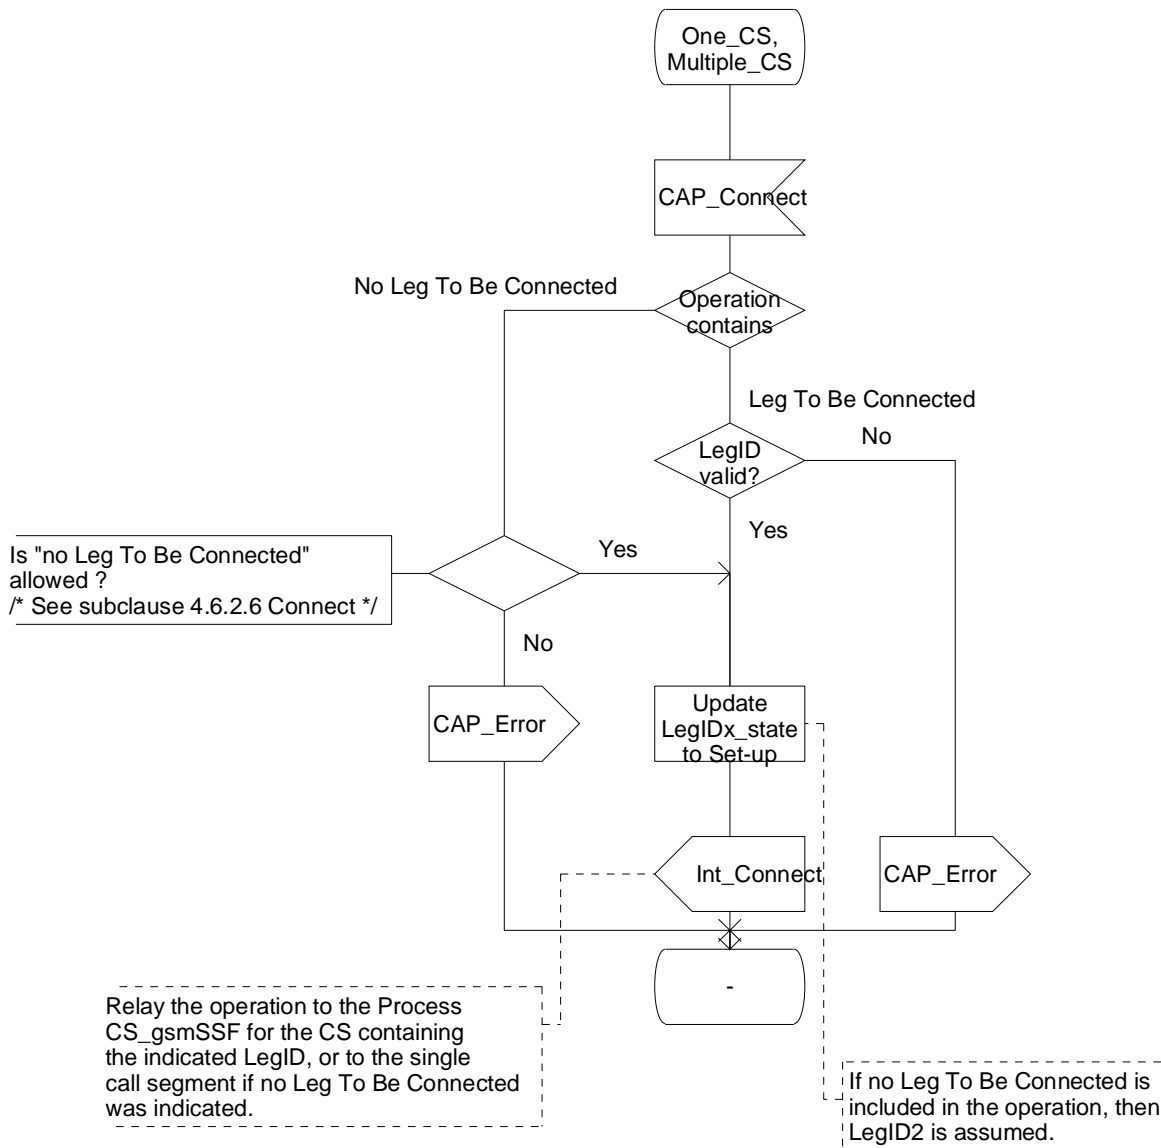 One_CS,
Multiple_CS
CAP_Connect
No Leg To Be Connected
Operation
contains
Leg To Be Connected
No
LegID
valid?
Yes
Is "no Leg To Be Connected"
allowed ?
/* See subclause 4.6.2.6 Connect */
Yes
No
CAP_Error
Update
LegIDx_state
to Set-up
Int_Connect
CAP_Error
-
Relay the operation to the Process
CS_gsmSSF for the CS containing
the indicated LegID, or to the single
call segment if no Leg To Be Connected
was indicated.
If no Leg To Be Connected is
included in the operation, then
LegID2 is assumed.